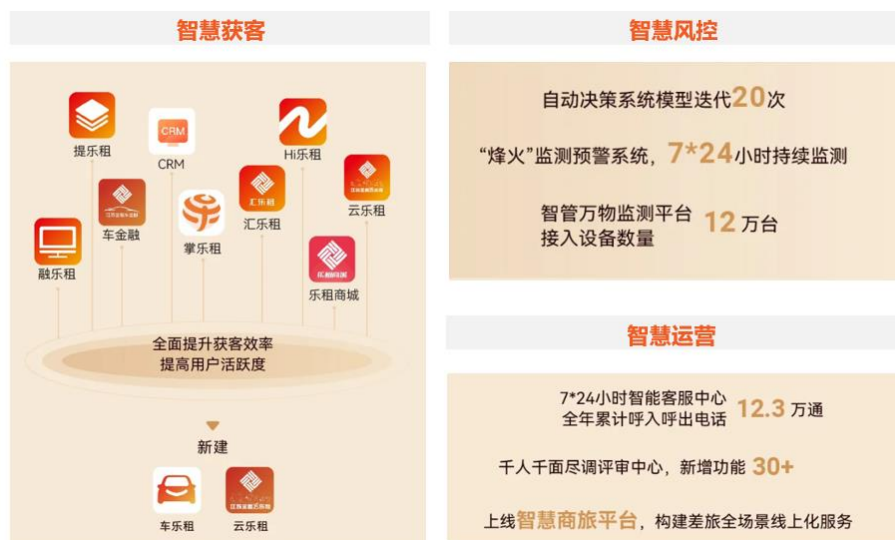 智慧获客
提乐租
CRM
CRM
Hi乐租
云乐租
汇乐租
汇乐租
车金融
掌乐租
融乐租
乐租商城
乐租商城
全面提升获客效率
提高用户活跃度
新建
车乐租
云乐租
智慧风控
自动决策系统模型迭代20次
“烽火”监测预警系统，7*24小时持续监测
智管万物监测平台
接入设备数量 12 万台
智慧运营
7*24小时智能客服中心
全年累计呼入呼出电话 12.3 万通
千人千面尽调评审中心，新增功能 30+
上线智慧商旅平台，构建差旅全场景线上化服务